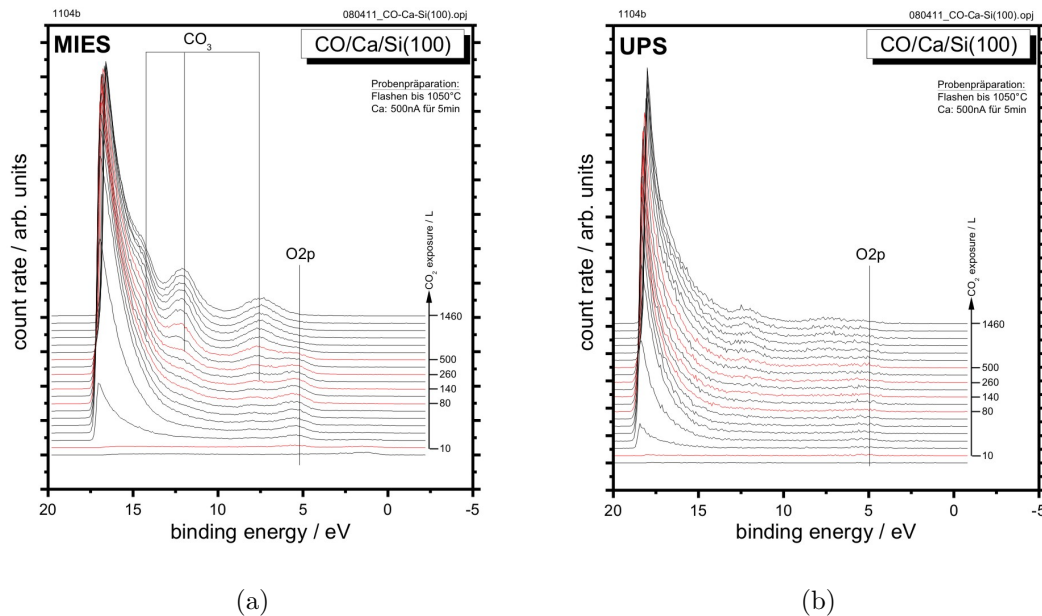 1104b
080411_CO-Ca-Si(100).opj
MIES
CO3
CO/Ca/Si(100)
Probenpräparation:
Flashen bis 1050°C
Ca: 500nA für 5min
O2p
CO2 exposure / L
1460
500
260
140
80
10
count rate / arb. units
20
15
10
5
0
-5
binding energy / eV
(a)
1104b
080411_CO-Ca-Si(100).opj
UPS
CO/Ca/Si(100)
Probenpräparation:
Flashen bis 1050°C
Ca: 500nA für 5min
O2p
CO2 exposure / L
1460
500
260
140
80
10
count rate / arb. units
20
15
10
5
0
-5
binding energy / eV
(b)